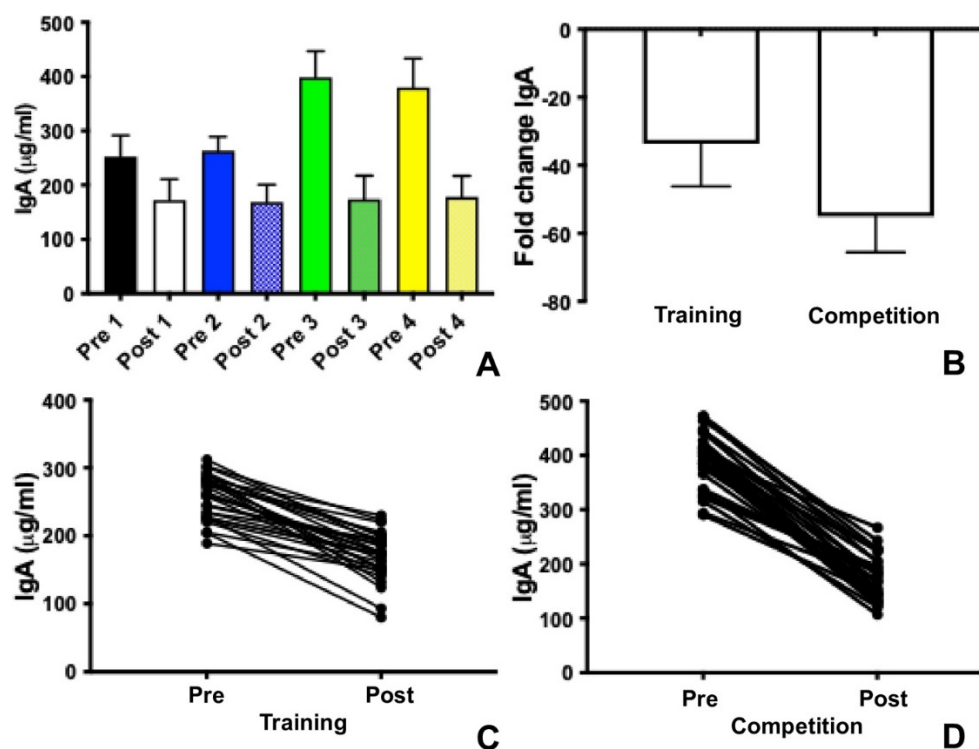 500
400
300
200
100
0
IgA (μg/ml)
Pre 1
Post 1
Pre 2
Post 2
Pre 3
Post 3
Pre 4
Post 4
A
0
-20
-40
-60
-80
Fold change IgA
Training
Competition
B
400
300
200
100
0
IgA (μg/ml)
Pre
Post
Training
C
500
400
300
200
100
0
IgA (μg/ml)
Pre
Post
Competition
D